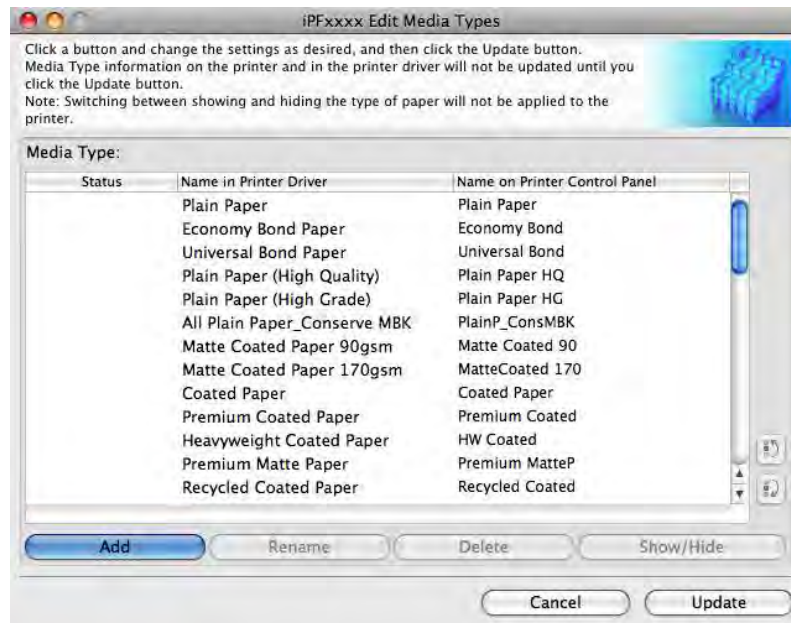 iPFxxxx Edit Media Types
Click a button and change the settings as desired, and then click the Update button.
Media Type information on the printer and in the printer driver will not be updated until you
click the Update button.
Note: Switching between showing and hiding the type of paper will not be applied to the
printer.
Media Type:
Status Name in Printer Driver Name on Printer Control Panel
Plain Paper Plain Paper
Economy Bond Paper Economy Bond
Universal Bond Paper Universal Bond
Plain Paper (High Quality) Plain Paper HQ
Plain Paper (High Grade) Plain Paper HG
All Plain Paper_Conserve MBK PlainP_ConsMBK
Matte Coated Paper 90gsm Matte Coated 90
Matte Coated Paper 170gsm MatteCoated 170
Coated Paper Coated Paper
Premium Coated Paper Premium Coated
Heavyweight Coated Paper HW Coated
Premium Matte Paper Premium MatteP
Recycled Coated Paper Recycled Coated
Add Rename Delete Show/Hide
Cancel Update